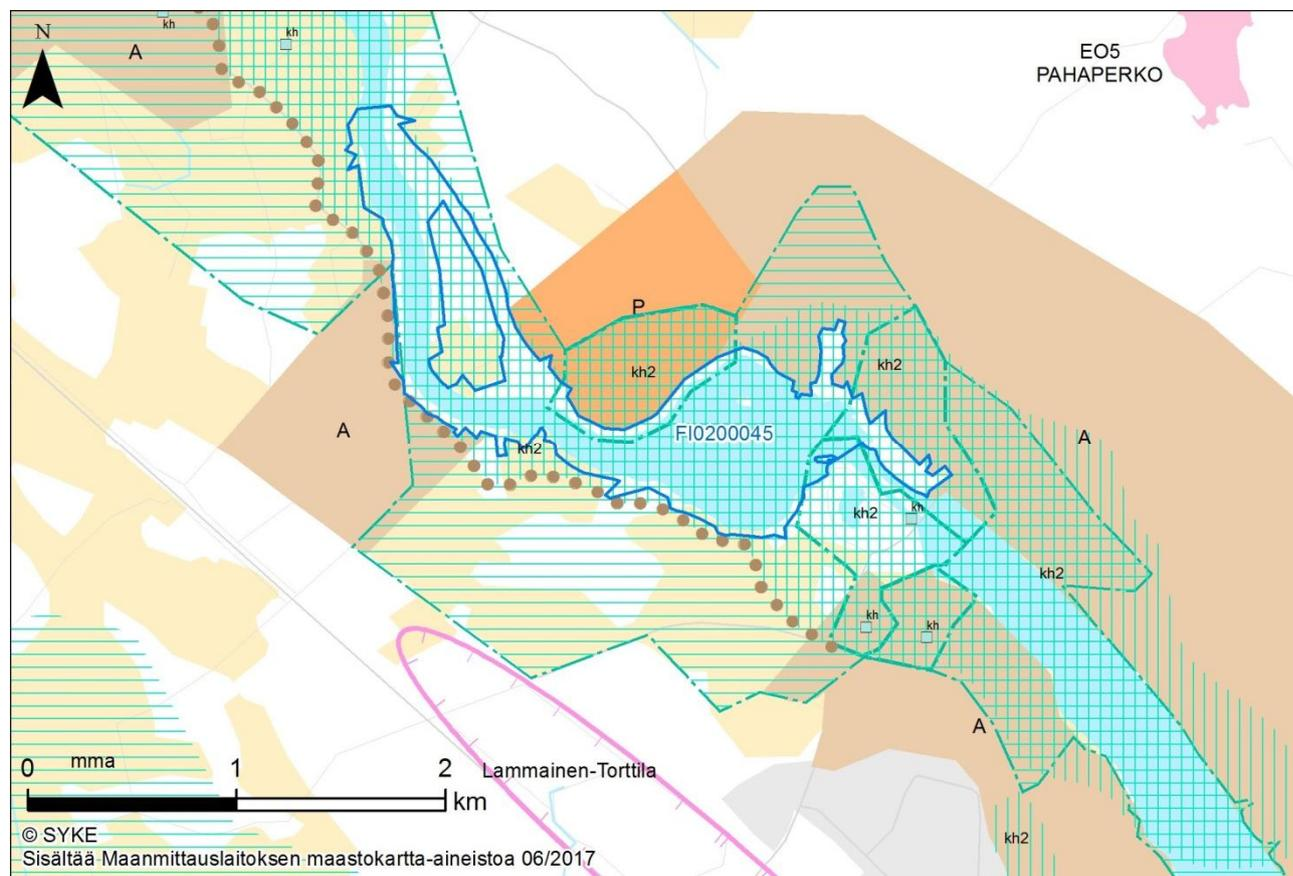 kh
kh
N
A
EO5
PAHAPERKO
P
kh2
kh2
A
A
FI0200045
kh2
kh2
kh
kh2
kh
kh
A
0 mma 1 2 Lammainen-Torttila
km
kh2
© SYKE
Sisältää Maanmittauslaitoksen maastokartta-aineistoa 06/2017